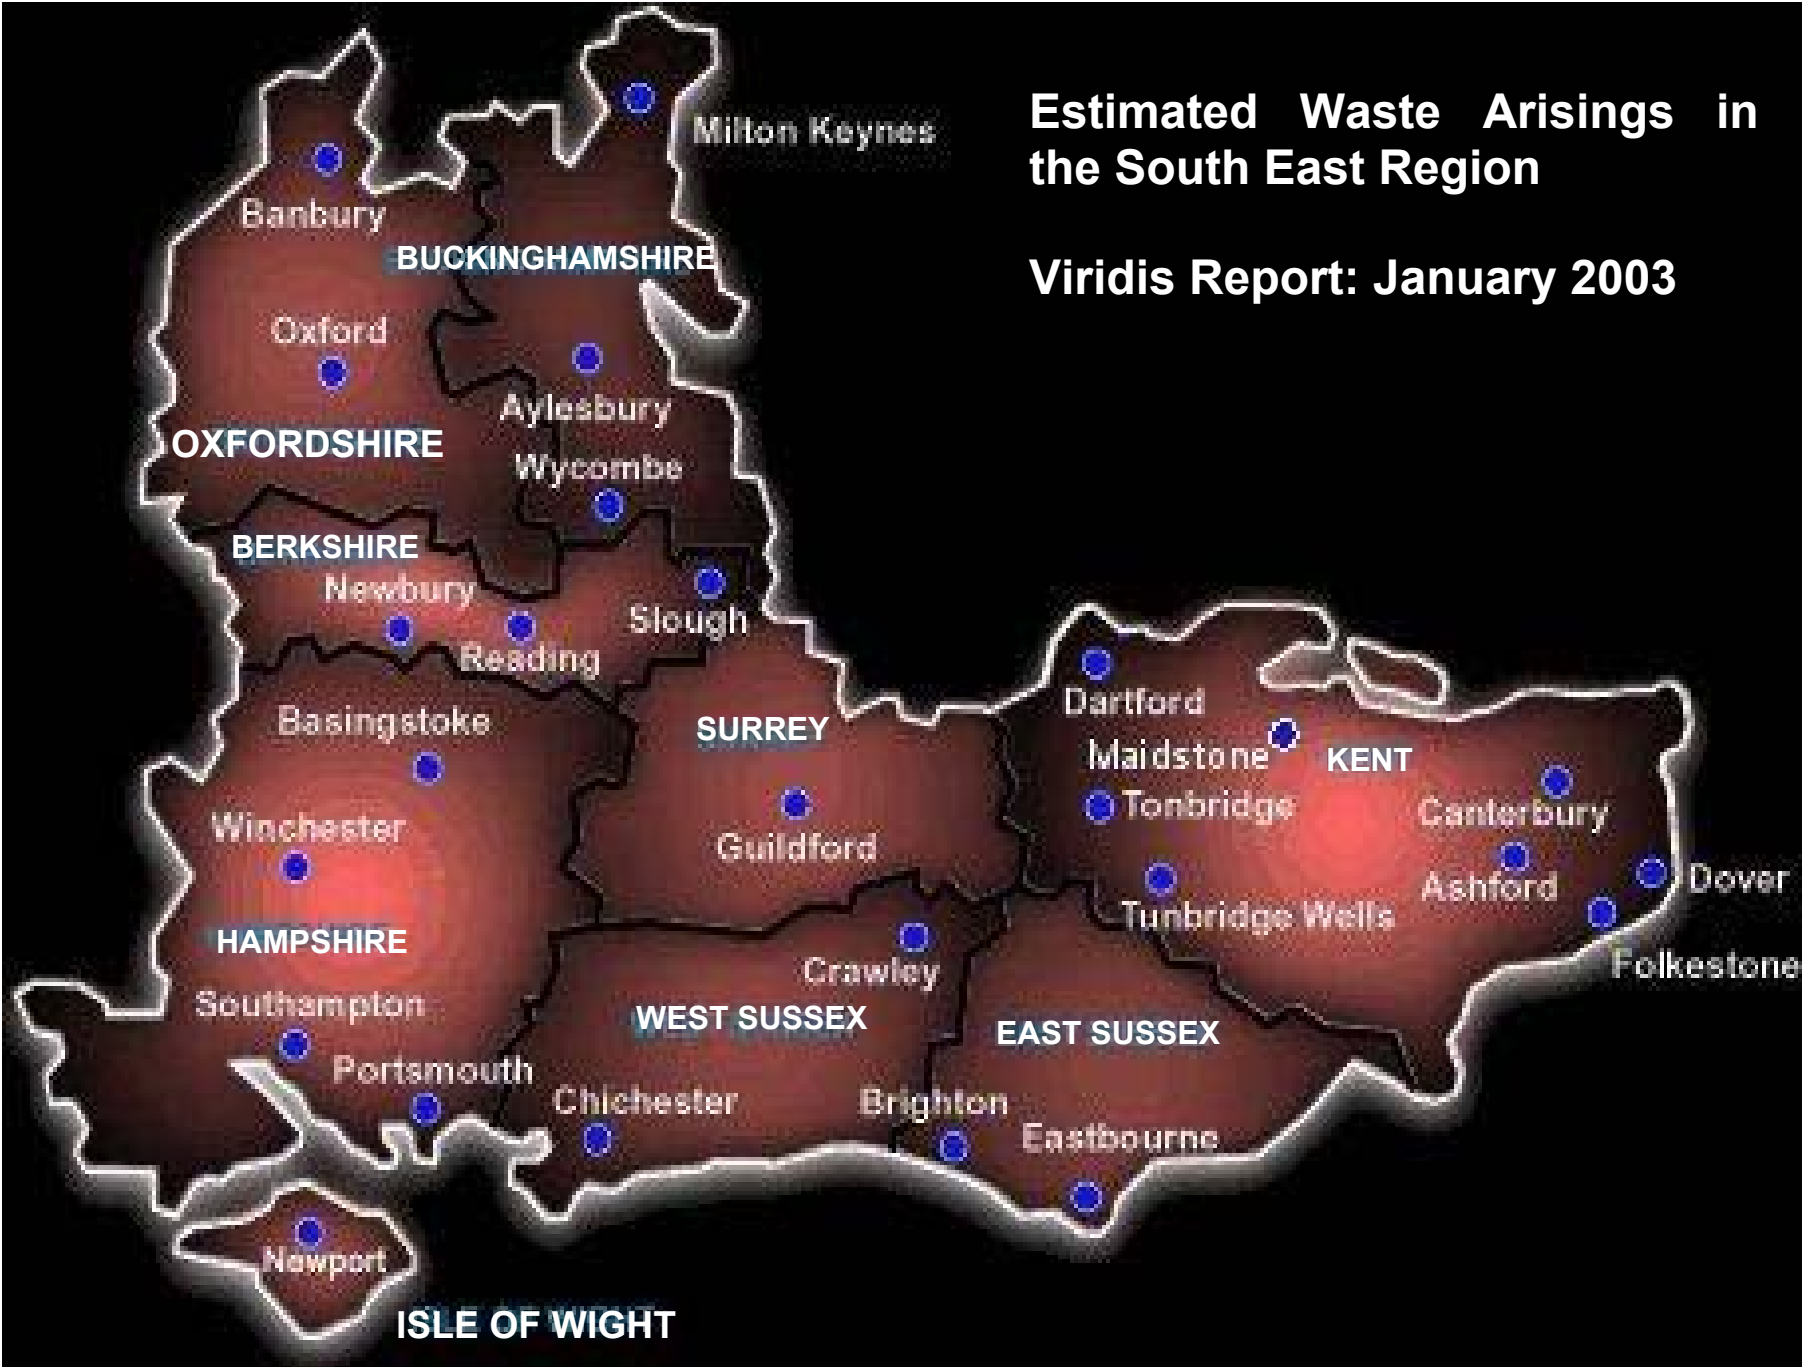 Estimated Waste Arisings in
the South East Region
Viridis Report: January 2003
Milton Keynes
Banbury
BUCKINGHAMSHIRE
Oxford
Aylesbury
OXFORDSHIRE
Wycombe
BERKSHIRE
Newbury
Slough
Reading
Basingstoke
SURREY
Dartford
Maidstone
KENT
Tonbridge
Canterbury
Winchester
Guildford
Ashford
Dover
Tunbridge Wells
HAMPSHIRE
Crawley
Folkestone
Southampton
WEST SUSSEX
EAST SUSSEX
Portsmouth
Chichester
Brighton
Eastbourne
Newport
ISLE OF WIGHT